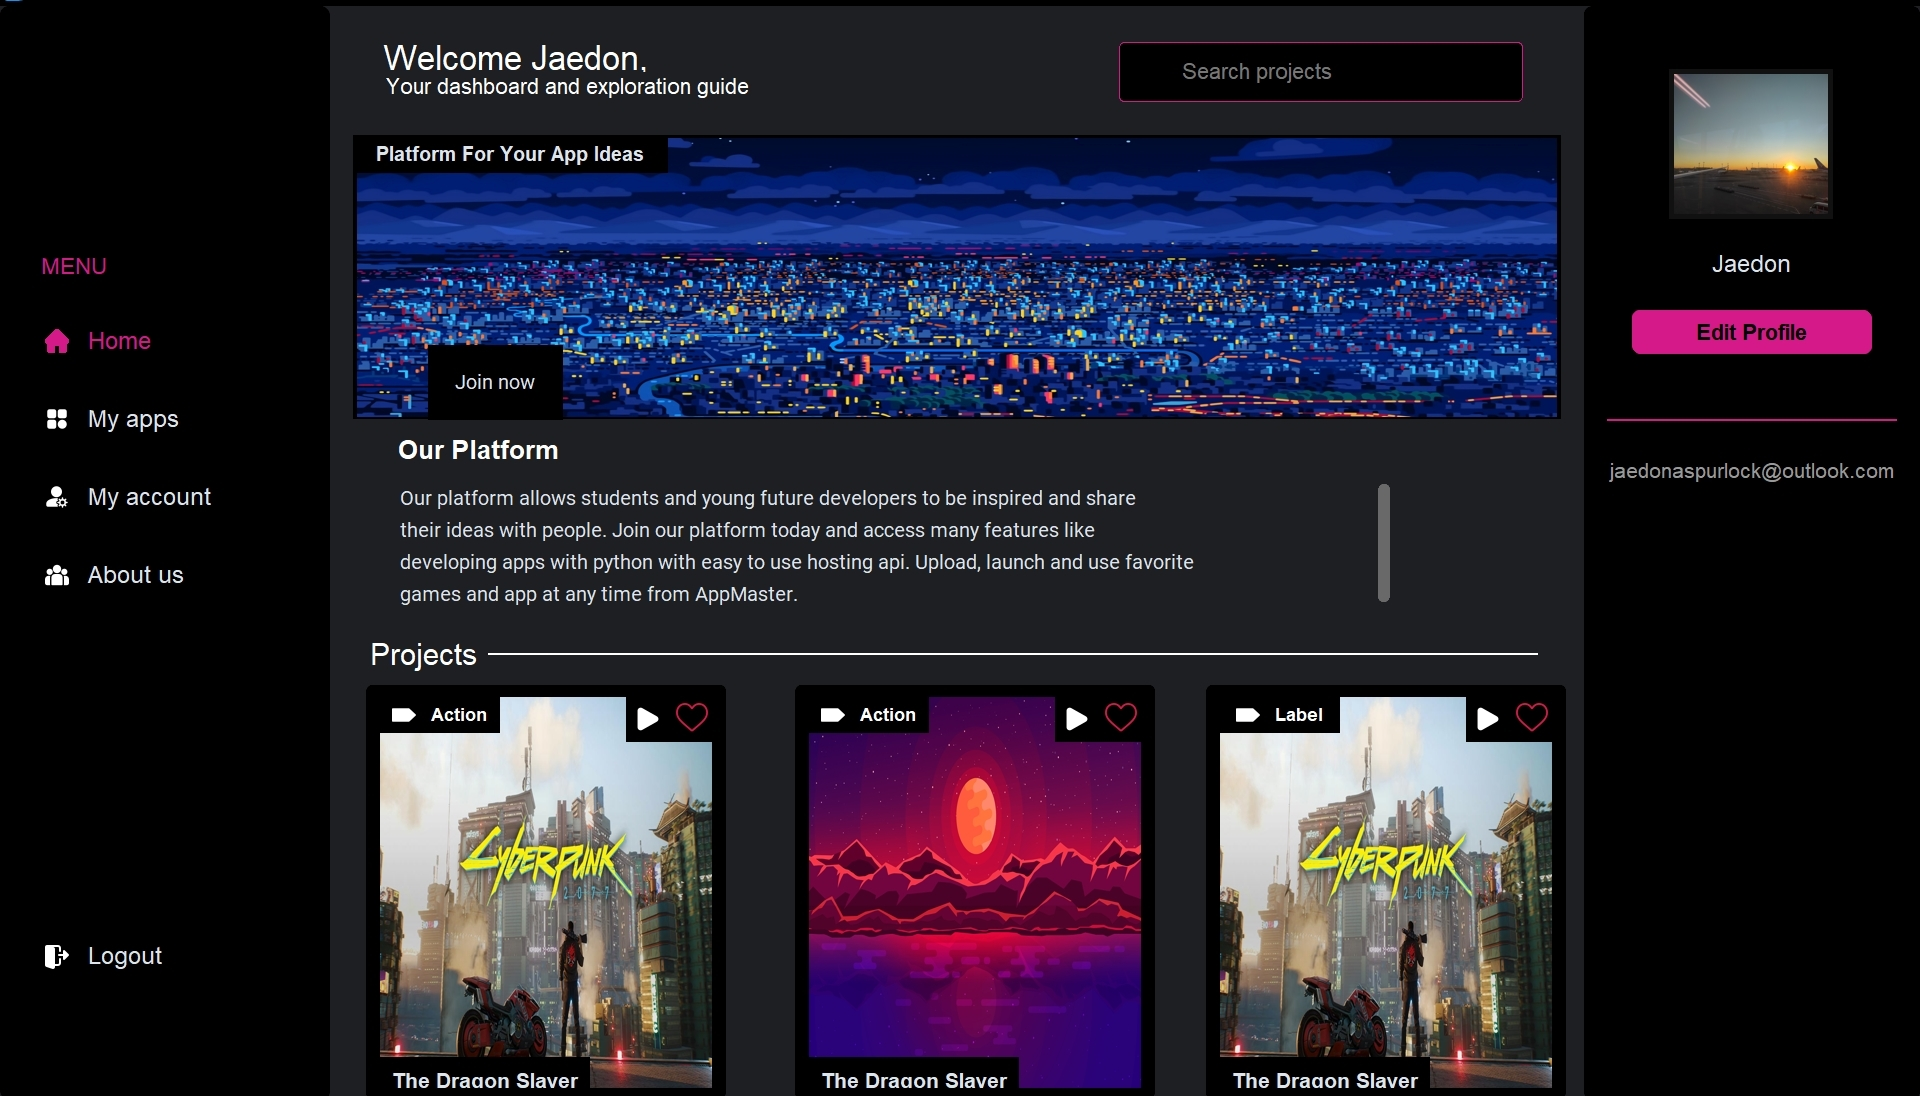 Welcome Jaedon,
Your dashboard and exploration guide
Search projects
Platform For Your App Ideas
Join now
MENU
Home
My apps
My account
About us
Logout
Our Platform
Our platform allows students and young future developers to be inspired and share
their ideas with people. Join our platform today and access many features like
developing apps with python with easy to use hosting api. Upload, launch and use favorite
games and app at any time from AppMaster.
Projects
Action
CYBERPUNK
2077
The Dragon Slayer
Action
The Dragon Slayer
Label
CYBERPUNK
2077
The Dragon Slayer
Jaedon
Edit Profile
jaedonaspurlock@outlook.com